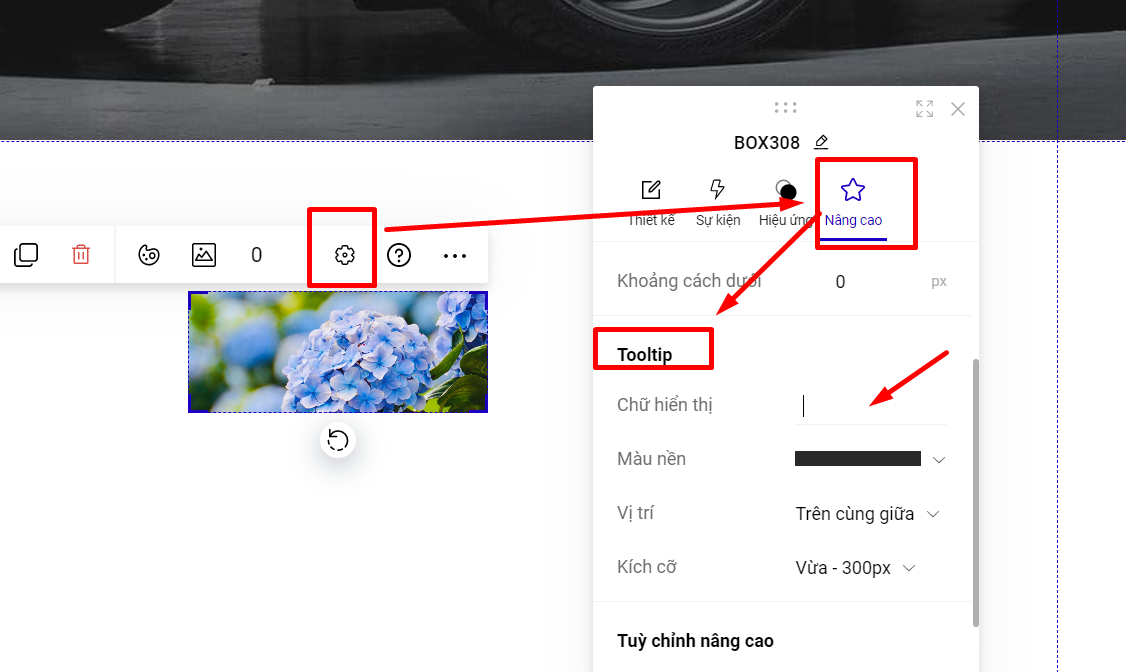 BOX308
Thiết kế Sự kiện Hiệu ứng Nâng cao
0
Khoảng cách dưới 0 px
Tooltip
Chữ hiển thị
Màu nền
Vị trí Trên cùng giữa
Kích cỡ Vừa - 300px
Tuỳ chỉnh nâng cao